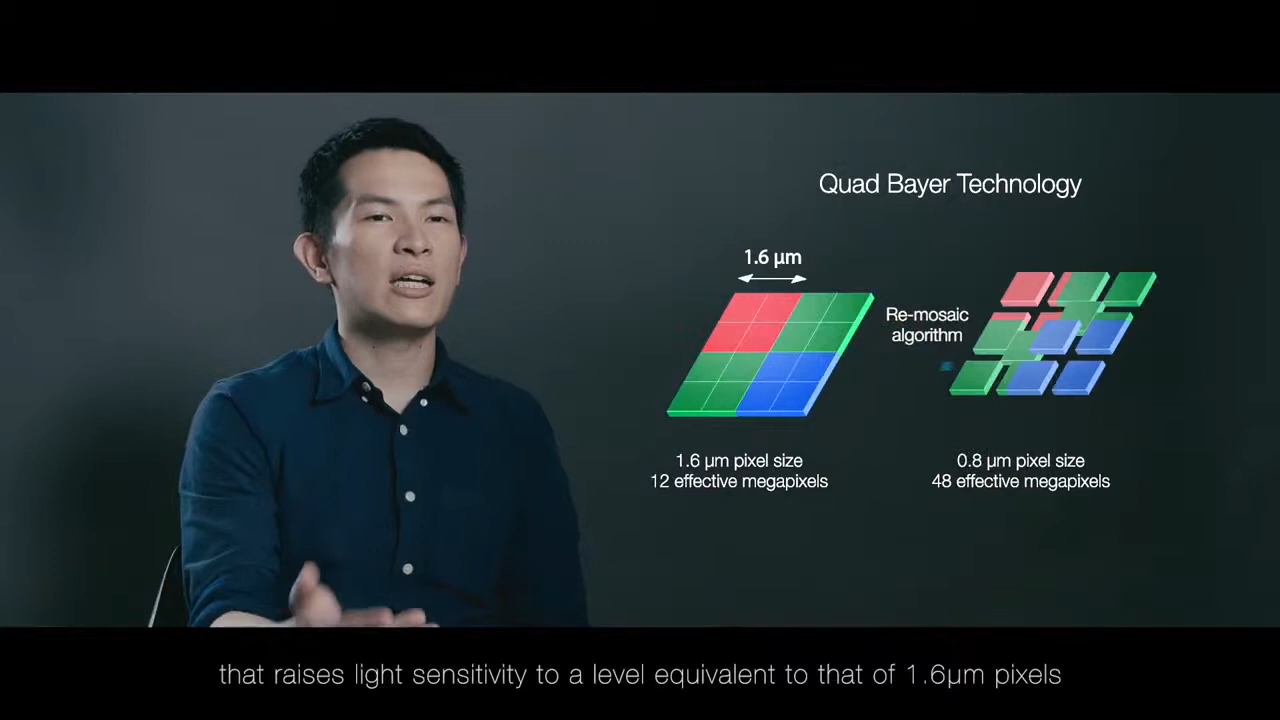 Quad Bayer Technology
1.6 µm
Re-mosaic
algorithm
1.6 µm pixel size
12 effective megapixels
0.8 µm pixel size
48 effective megapixels
that raises light sensitivity to a level equivalent to that of 1.6µm pixels